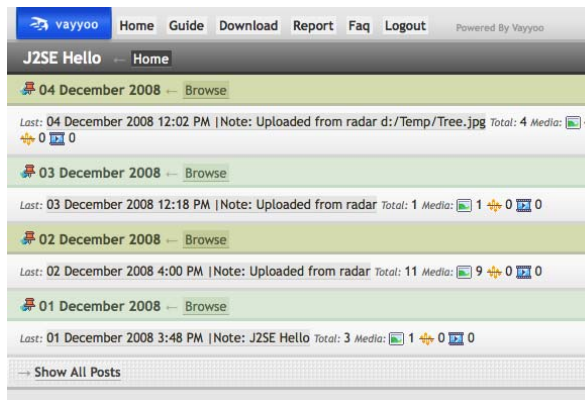 vayyoo Home Guide Download Report Faq Logout Powered By Vayyoo
J2SE Hello ← Home
04 December 2008 ← Browse
Last: 04 December 2008 12:02 PM |Note: Uploaded from radar d:/Temp/Tree.jpg Total: 4 Media:
0 0
03 December 2008 ← Browse
Last: 03 December 2008 12:18 PM |Note: Uploaded from radar Total: 1 Media: 1 0 0
02 December 2008 ← Browse
Last: 02 December 2008 4:00 PM |Note: Uploaded from radar Total: 11 Media: 9 0 0
01 December 2008 ← Browse
Last: 01 December 2008 3:48 PM |Note: J2SE Hello Total: 3 Media: 1 0 0
→ Show All Posts